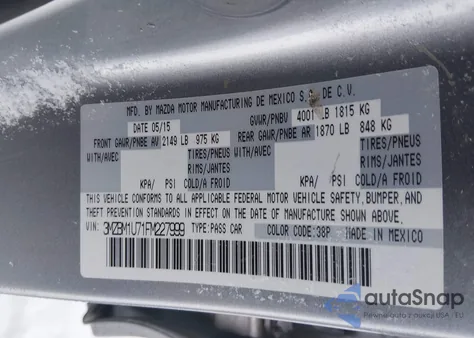 MFD. BY MAZDA MOTOR MANUFACTURING DE MEXICO S.A. DE C.V.
DATE 05/15 GVWR/PNBV 4001 LB 1815 KG
FRONT GAWR/PNBE AV 2149 LB 975 KG REAR GAWR/PNBE AR 1870 LB 848 KG
WITH/AVEC TIRES/PNEUS WITH/AVEC TIRES/PNEUS
RIMS/JANTES RIMS/JANTES
KPA/ PSI COLD/A FROID KPA/ PSI COLD/A FROID
THIS VEHICLE CONFORMS TO ALL APPLICABLE FEDERAL MOTOR VEHICLE SAFETY, BUMPER, AND
THEFT PREVENTION STANDARDS IN EFFECT ON THE DATE OF MANUFACTURE SHOWN ABOVE.
VIN: 3MZBM1U71FM227999 TYPE:PASS CAR COLOR CODE:38P MADE IN MEXICO
autaSnap